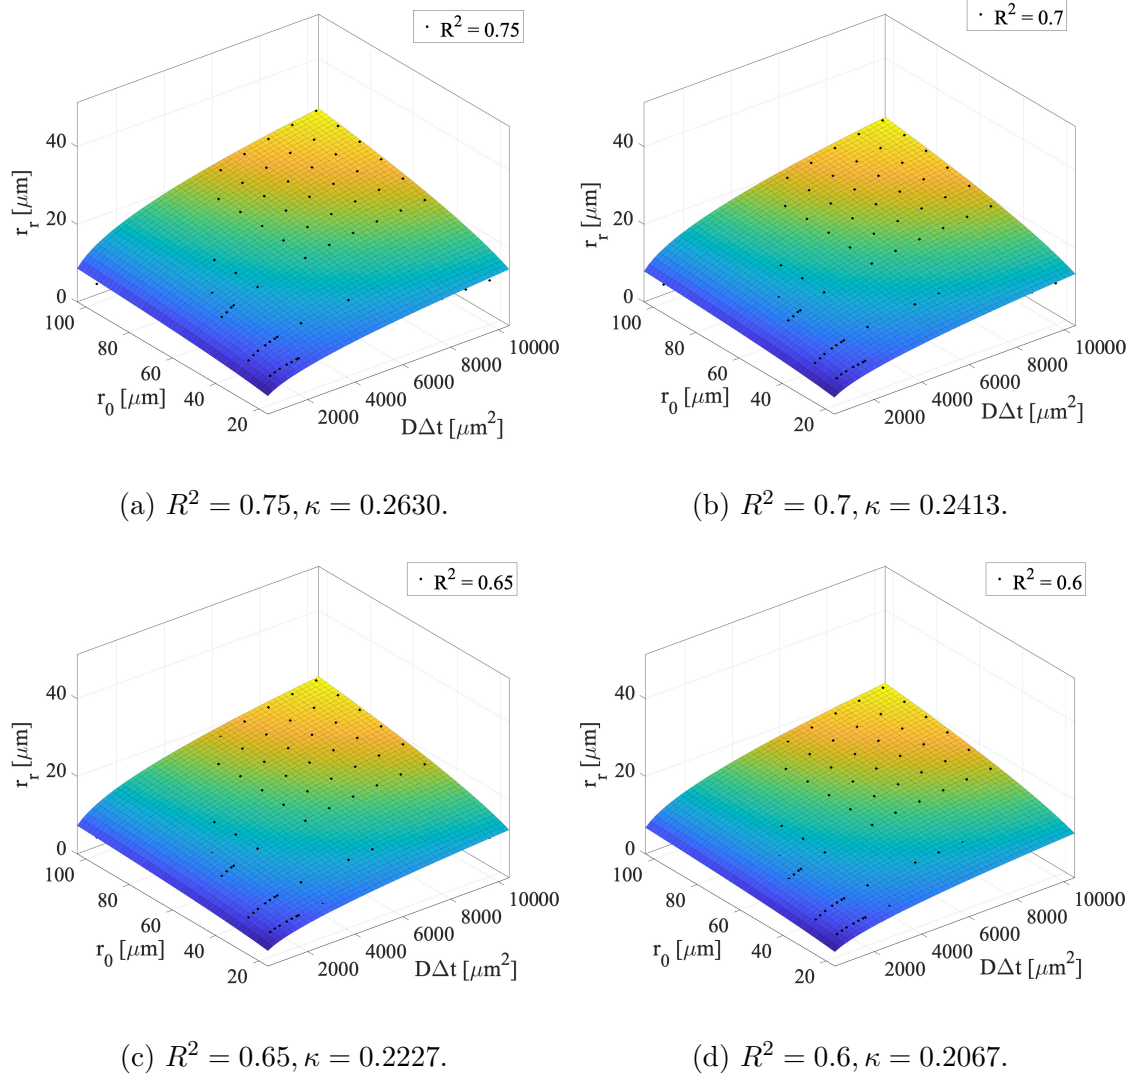 R² = 0.75
R² = 0.7
40
20
0
r_r [μm]
100
80
60
40
20
r_0 [μm]
2000
4000
6000
8000
10000
DΔt [μm²]
40
20
0
r_r [μm]
100
80
60
40
20
r_0 [μm]
2000
4000
6000
8000
10000
DΔt [μm²]
(a) R² = 0.75, κ = 0.2630.
(b) R² = 0.7, κ = 0.2413.
R² = 0.65
R² = 0.6
40
20
0
r_r [μm]
100
80
60
40
20
r_0 [μm]
2000
4000
6000
8000
10000
DΔt [μm²]
40
20
0
r_r [μm]
100
80
60
40
20
r_0 [μm]
2000
4000
6000
8000
10000
DΔt [μm²]
(c) R² = 0.65, κ = 0.2227.
(d) R² = 0.6, κ = 0.2067.